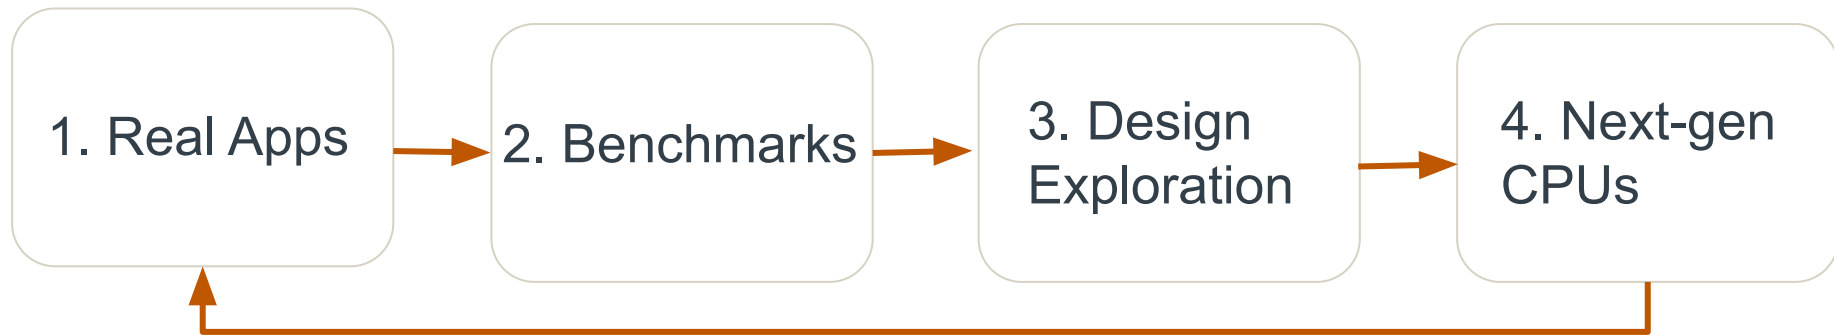 1. Real Apps
2. Benchmarks
3. Design
Exploration
4. Next-gen
CPUs